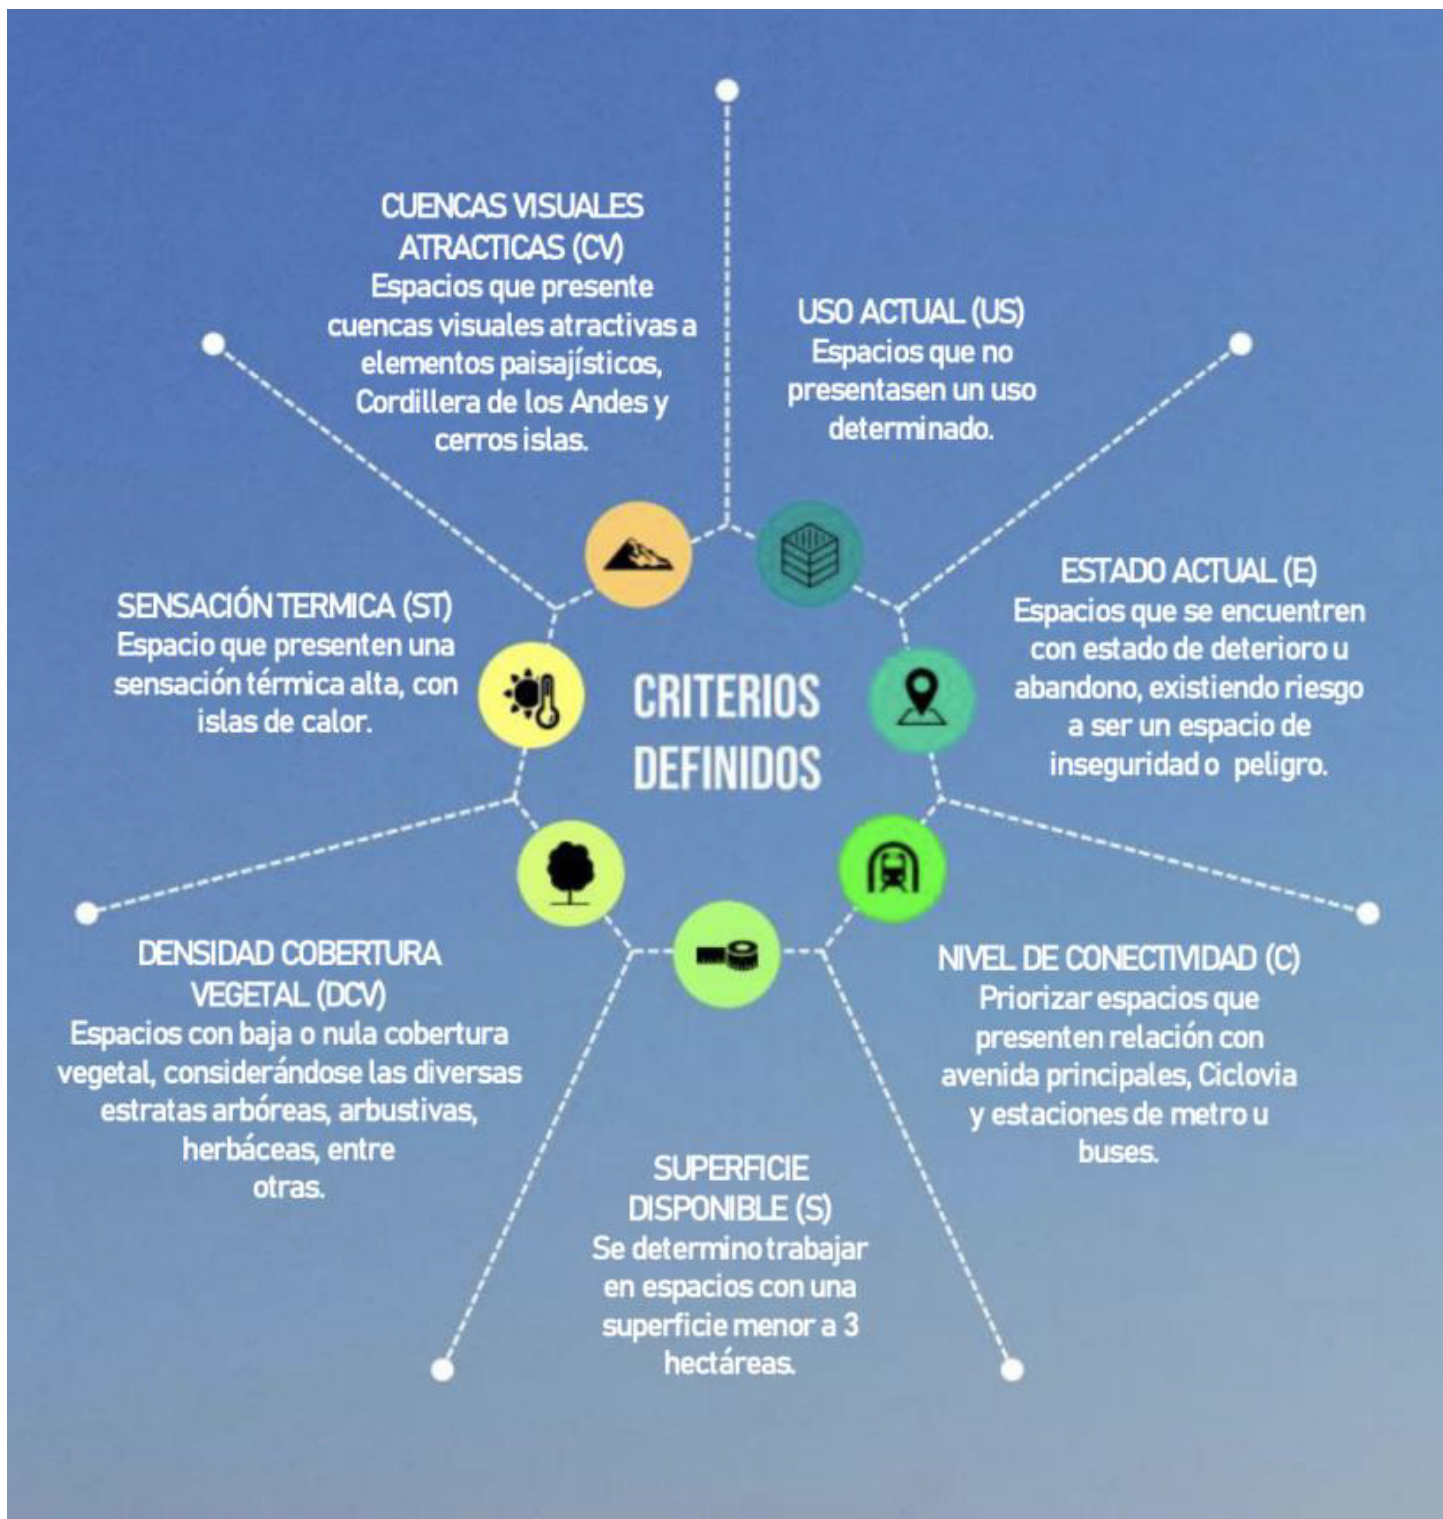 CUENCAS VISUALES
ATRACTICAS (CV)
Espacios que presente
cuencas visuales atractivas a
elementos paisajísticos,
Cordillera de los Andes y
cerros islas.
USO ACTUAL (US)
Espacios que no
presentasen un uso
determinado.
ESTADO ACTUAL (E)
Espacios que se encuentren
con estado de deterioro u
abandono, existiendo riesgo
a ser un espacio de
inseguridad o peligro.
SENSACIÓN TERMICA (ST)
Espacio que presenten una
sensación térmica alta, con
islas de calor.
CRITERIOS
DEFINIDOS
DENSIDAD COBERTURA
VEGETAL (DCV)
Espacios con baja o nula cobertura
vegetal, considerándose las diversas
estratas arbóreas, arbustivas,
herbáceas, entre
otras.
NIVEL DE CONECTIVIDAD (C)
Priorizar espacios que
presenten relación con
avenida principales, Ciclovia
y estaciones de metro u
buses.
SUPERFICIE
DISPONIBLE (S)
Se determino trabajar
en espacios con una
superficie menor a 3
hectáreas.